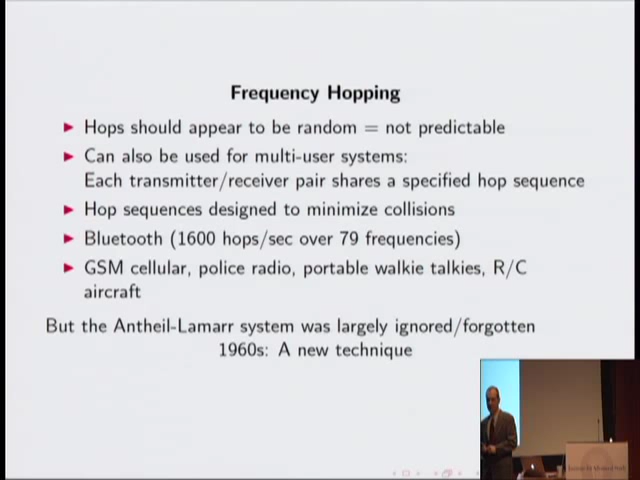 Frequency Hopping
▶ Hops should appear to be random = not predictable
▶ Can also be used for multi-user systems:
Each transmitter/receiver pair shares a specified hop sequence
▶ Hop sequences designed to minimize collisions
▶ Bluetooth (1600 hops/sec over 79 frequencies)
▶ GSM cellular, police radio, portable walkie talkies, R/C
aircraft
But the Antheil-Lamarr system was largely ignored/forgotten
1960s: A new technique